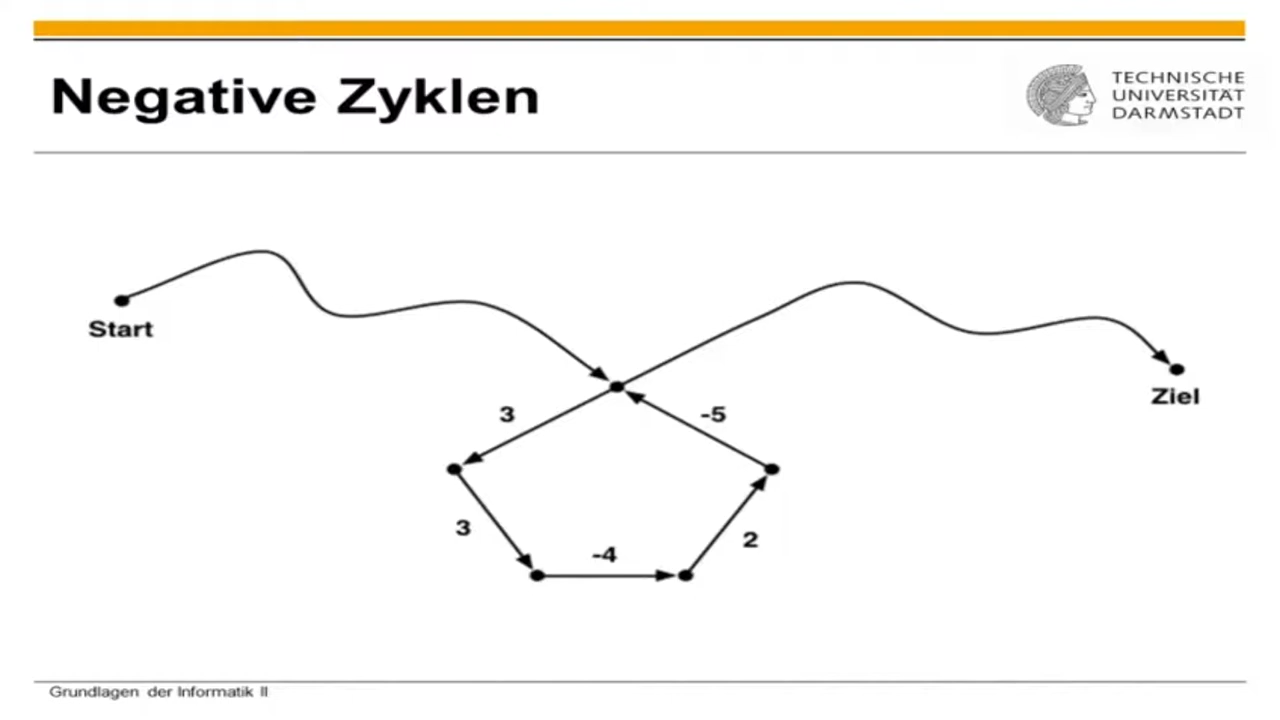 Negative Zyklen
TECHNISCHE
UNIVERSITÄT
DARMSTADT
Start
Ziel
3
-5
3
-4
2
Grundlagen der Informatik II